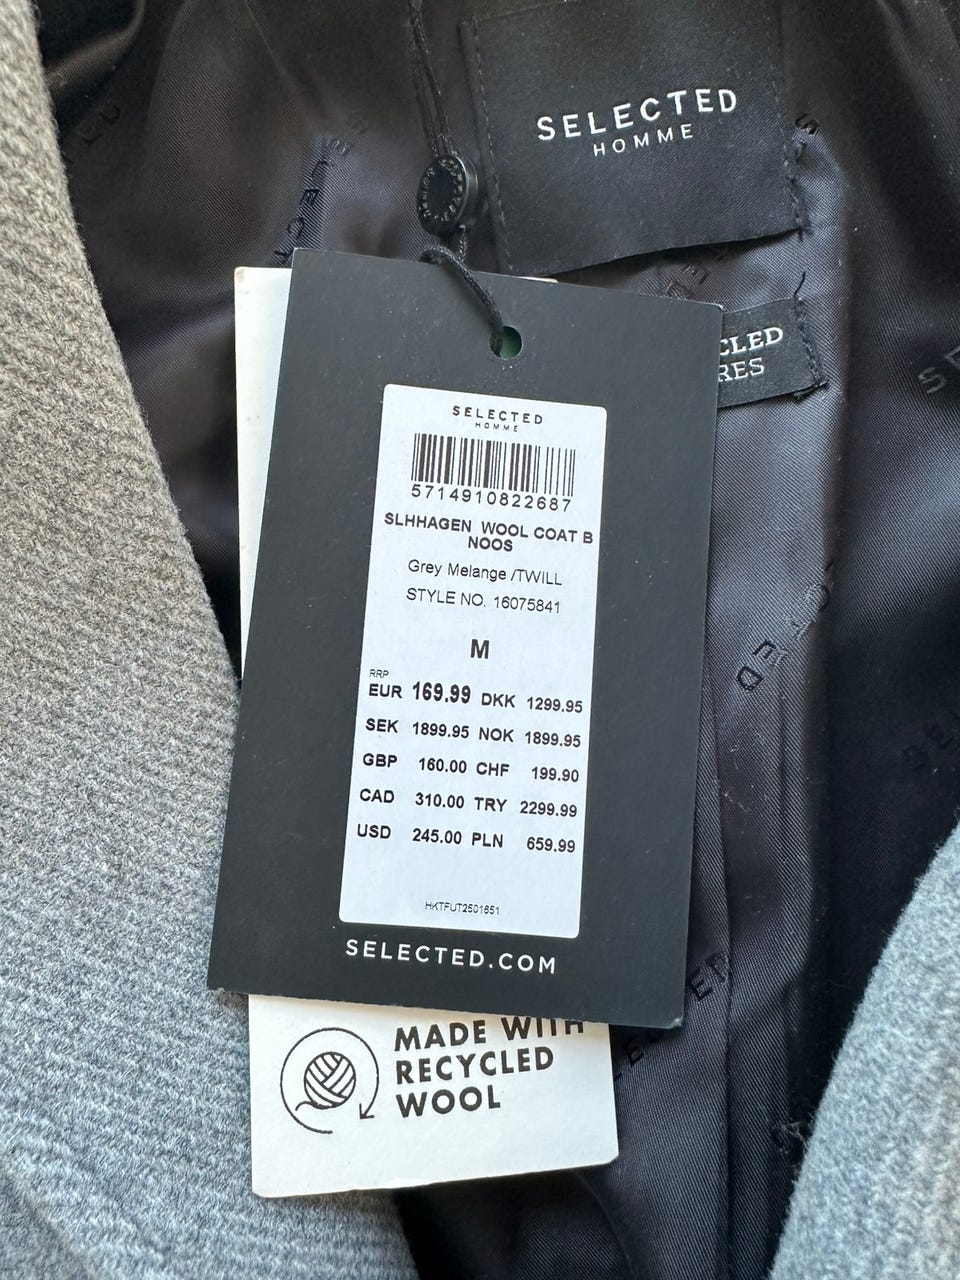 SELECTED
HOMME
CLED
RES
SELECTED
HOMME
5714910822687
SLHHAGEN WOOL COAT B
NOOS
Grey Melange /TWILL
STYLE NO. 16075841
M
RRP
EUR 169.99 DKK 1299.95
SEK 1899.95 NOK 1899.95
GBP 160.00 CHF 199.90
CAD 310.00 TRY 2299.99
USD 245.00 PLN 659.99
HKTFUT2501651
SELECTED.COM
MADE WITH
RECYCLED
WOOL